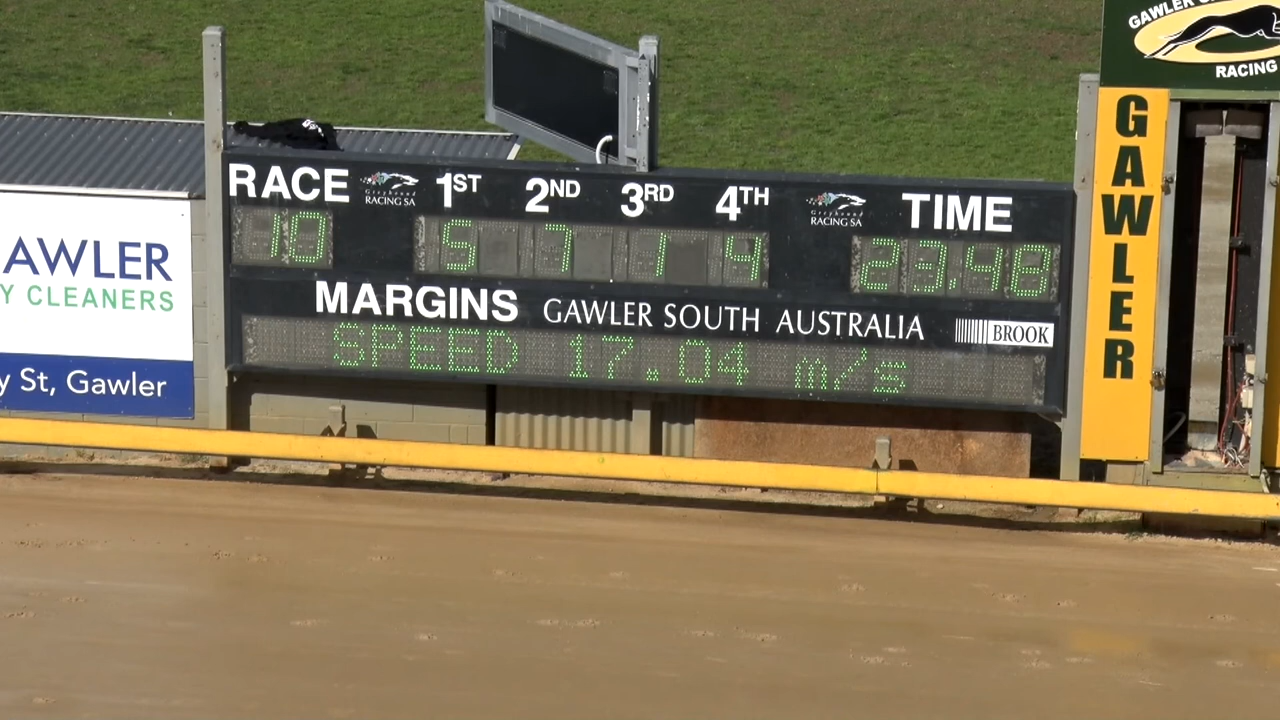 GAWLER
RACING
GAWLER
RACE
Greyhound
RACING SA
1ST 2ND 3RD 4TH
Greyhound
RACING SA
TIME
10 5 7 1 4 23.48
MARGINS GAWLER SOUTH AUSTRALIA BROOK
SPEED 17.04 m/s
AWLER
Y CLEANERS
y St, Gawler